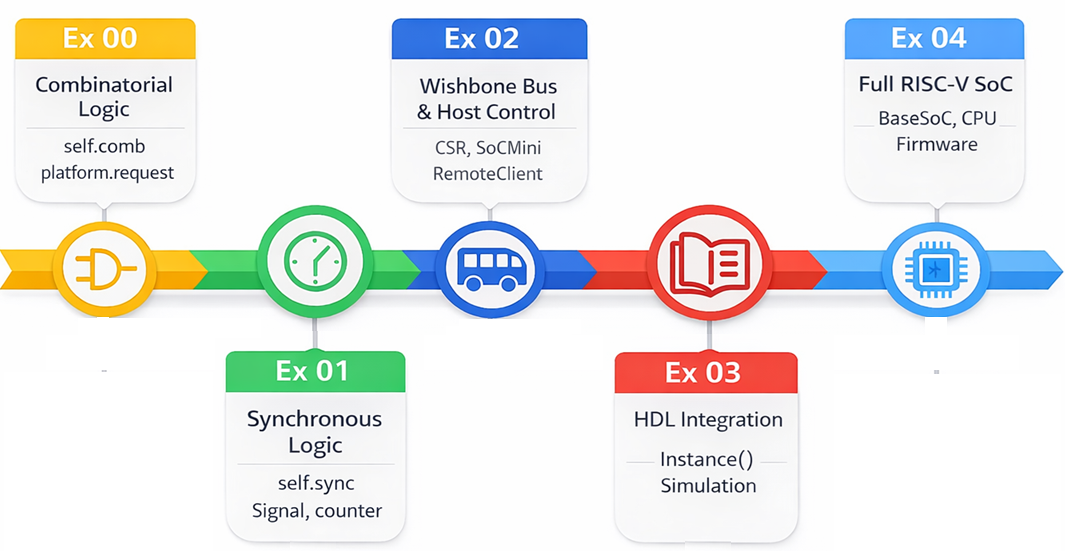 Ex 00
Combinatorial
Logic
self.comb
platform.request
Ex 01
Synchronous
Logic
self.sync
Signal, counter
Ex 02
Wishbone Bus
& Host Control
CSR, SoCMini
RemoteClient
Ex 03
HDL Integration
Instance()
Simulation
Ex 04
Full RISC-V SoC
BaseSoC, CPU
Firmware